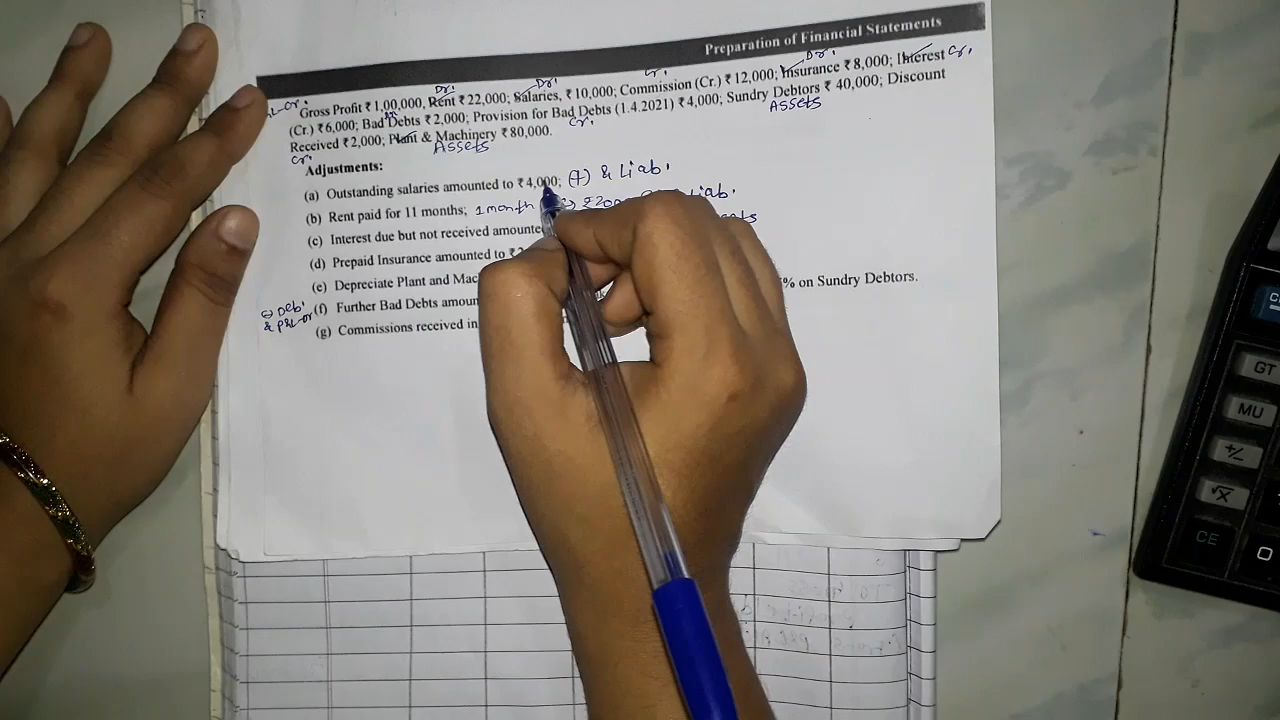 Preparation of Financial Statements
Dr. Dr. Cr. Dr. Cr.
Gross Profit ₹ 1,00,000, Rent ₹ 22,000; Salaries, ₹ 10,000; Commission (Cr.) ₹ 12,000; Insurance ₹ 8,000; Interest
(Cr.) ₹ 6,000; Bad Debts ₹ 2,000; Provision for Bad Debts (1.4.2021) ₹ 4,000; Sundry Debtors ₹ 40,000; Discount
Cr. Assets
Received ₹ 2,000; Plant & Machinery ₹ 80,000.
Cr. Assets
Adjustments:
(a) Outstanding salaries amounted to ₹ 4,000; (+) & Liab.
(b) Rent paid for 11 months; 1 month Liab.
(c) Interest due but not received
(d) Prepaid Insurance amounted to ₹
(e) Depreciate Plant and
% on Sundry Debtors.
(-) Deb. & P&L-Dr (f) Further Bad Debts
(g) Commissions received in
GT
MU
+/-
√X
CE